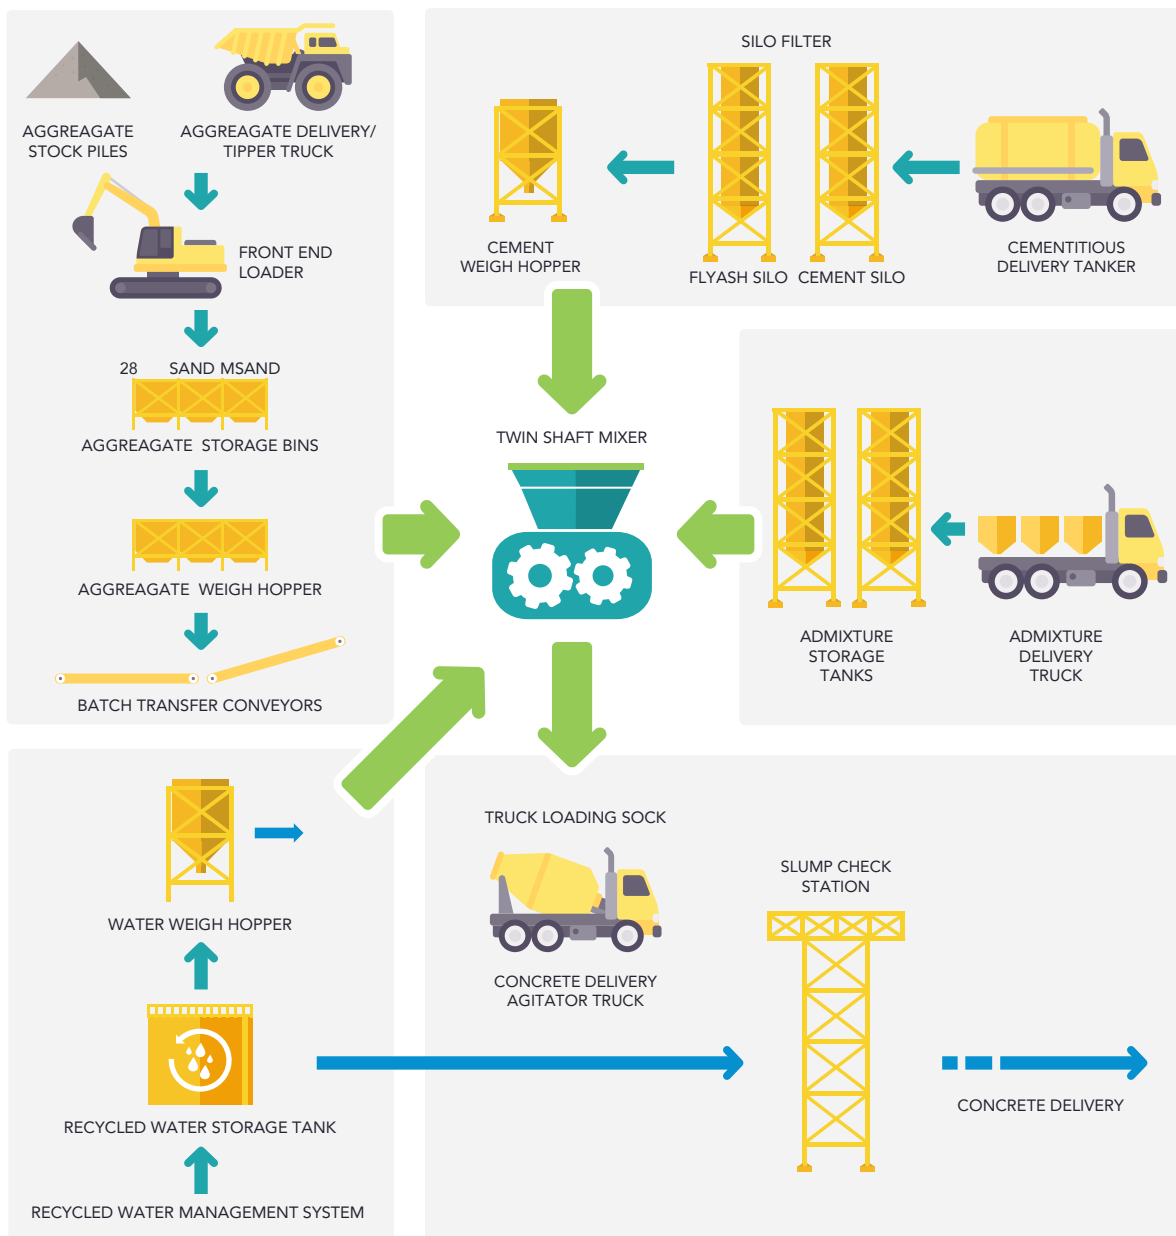 AGGREAGATE
STOCK PILES
AGGREAGATE DELIVERY/
TIPPER TRUCK
FRONT END
LOADER
28 SAND MSAND
AGGREAGATE STORAGE BINS
AGGREAGATE WEIGH HOPPER
BATCH TRANSFER CONVEYORS
SILO FILTER
CEMENT
WEIGH HOPPER
FLYASH SILO
CEMENT SILO
CEMENTITIOUS
DELIVERY TANKER
TWIN SHAFT MIXER
ADMIXTURE
STORAGE
TANKS
ADMIXTURE
DELIVERY
TRUCK
WATER WEIGH HOPPER
RECYCLED WATER STORAGE TANK
RECYCLED WATER MANAGEMENT SYSTEM
TRUCK LOADING SOCK
CONCRETE DELIVERY
AGITATOR TRUCK
SLUMP CHECK
STATION
CONCRETE DELIVERY